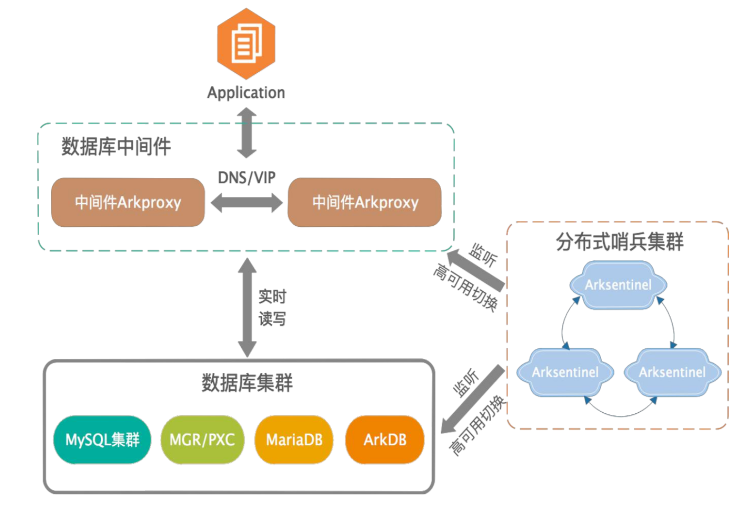 Application
数据库中间件
DNS/VIP
中间件Arkproxy
中间件Arkproxy
实时
读写
数据库集群
MySQL集群
MGR/PXC
MariaDB
ArkDB
监听
高可用切换
监听
高可用切换
分布式哨兵集群
Arksentinel
Arksentinel
Arksentinel